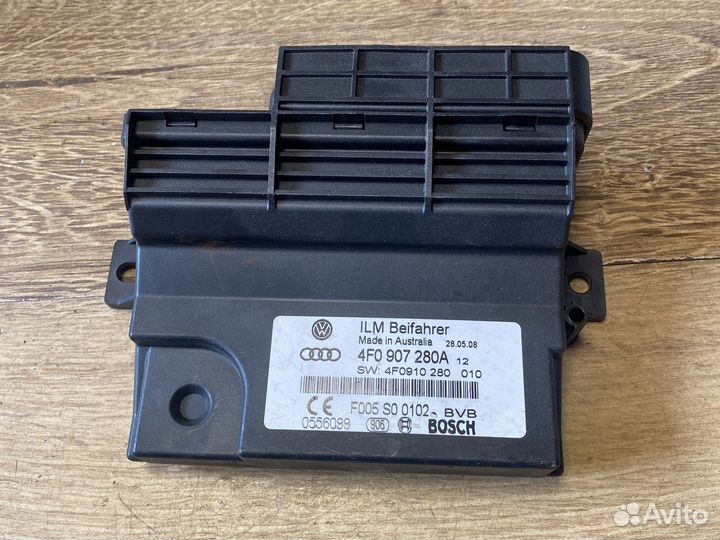 ILM Beifahrer
Made in Australia 28.05.08
4F0 907 280A 12
SW: 4F0910 280 010
F005 S0 0102 BVB
0556099 906 BOSCH
Avito